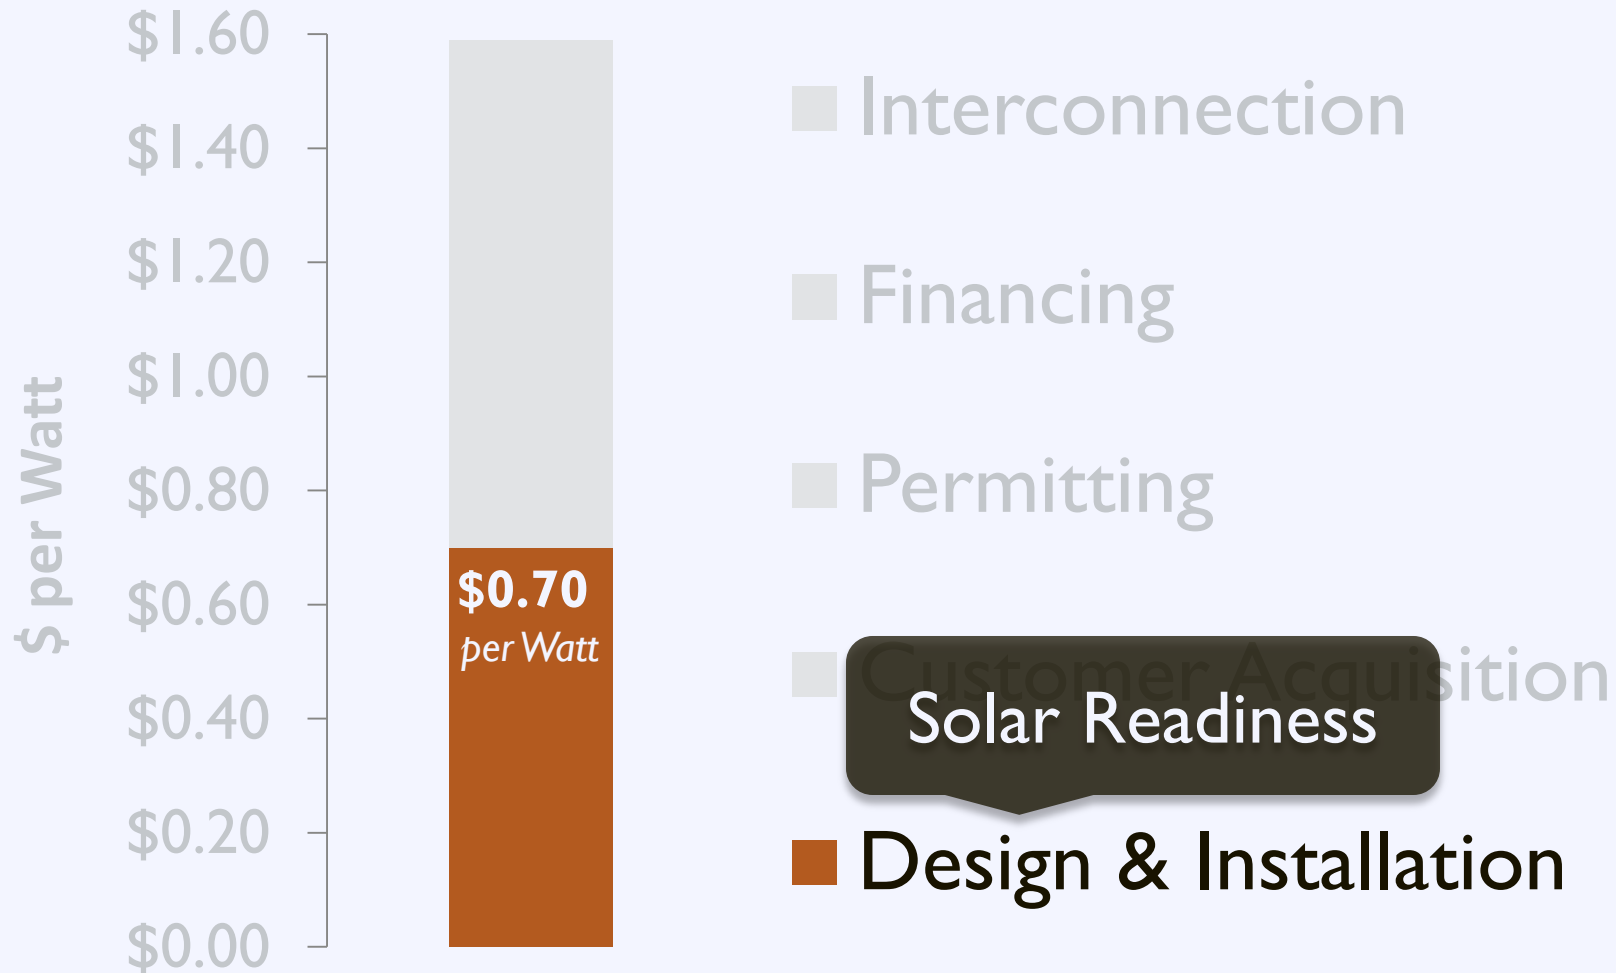 $ per Watt
$1.60
$1.40
$1.20
$1.00
$0.80
$0.60
$0.40
$0.20
$0.00
$0.70
per Watt
Interconnection
Financing
Permitting
Customer Acquisition
Solar Readiness
Design & Installation